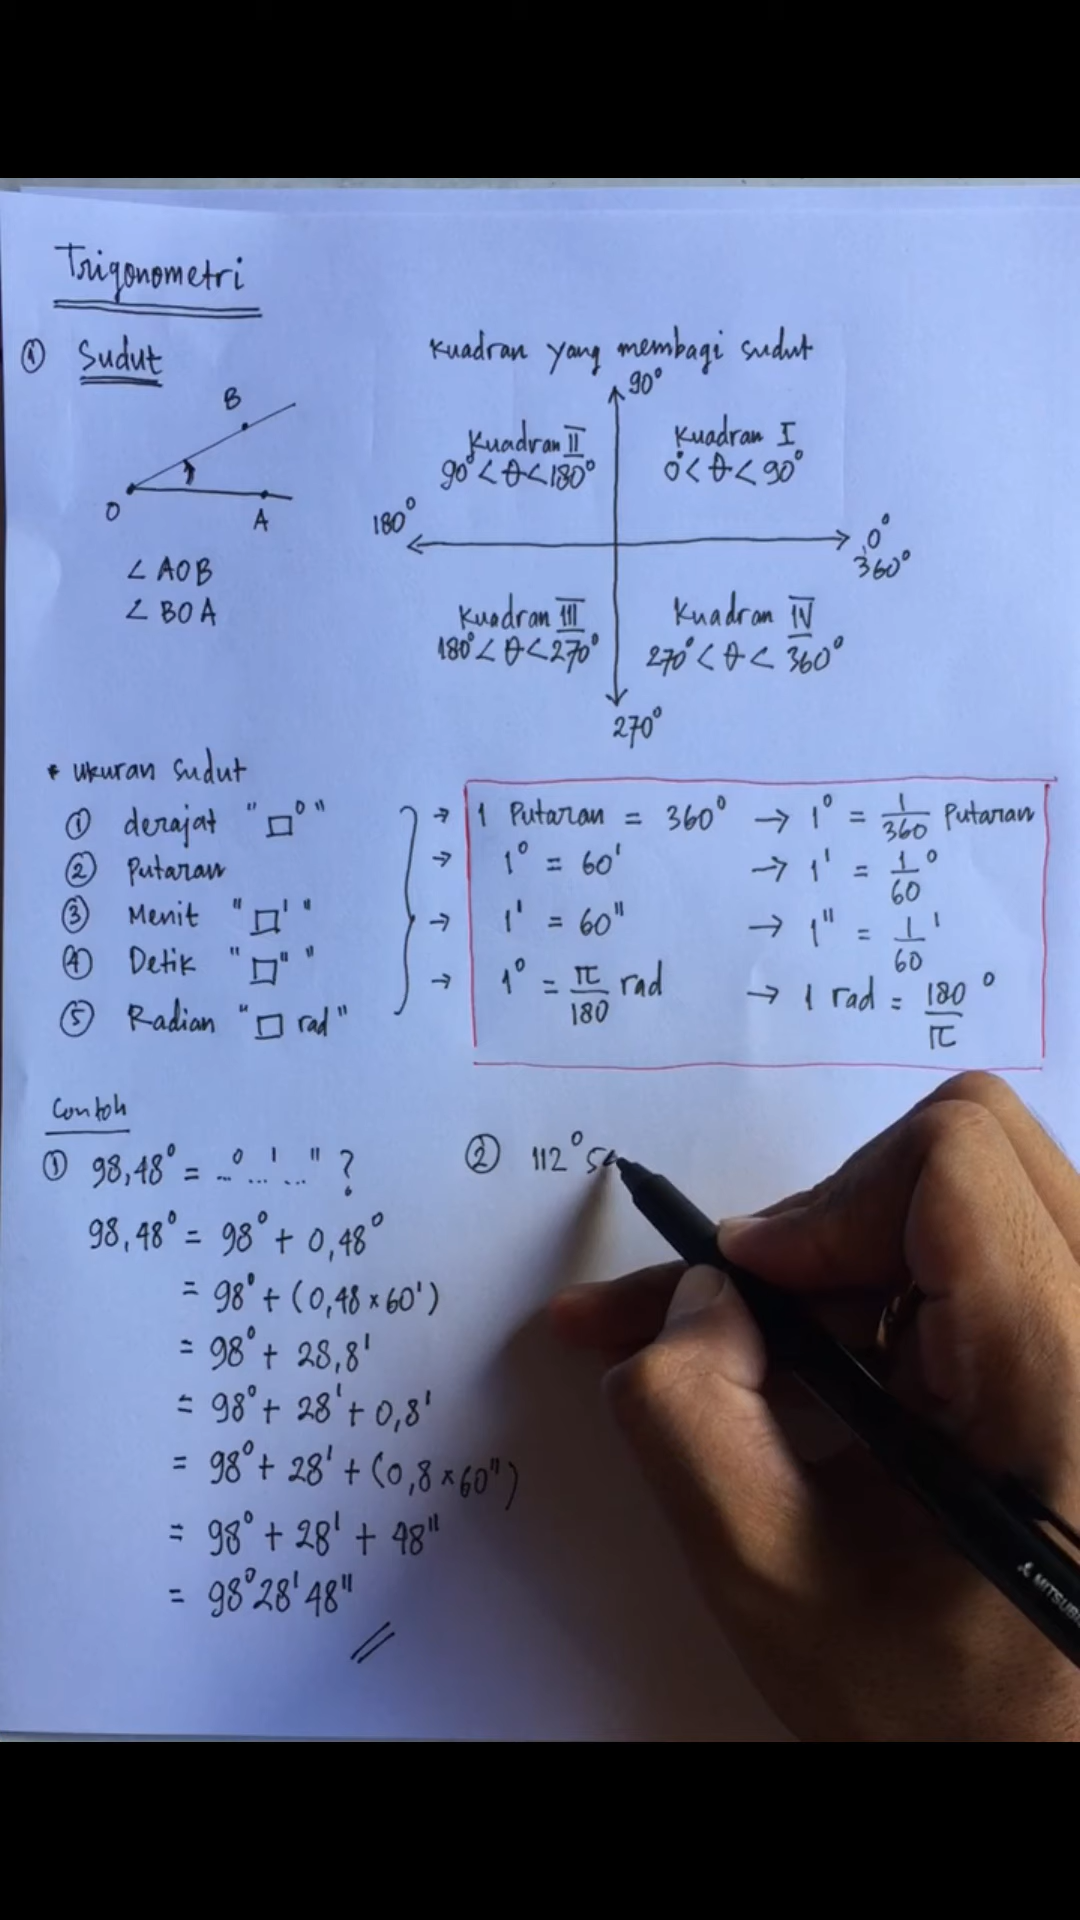 Trigonometri
① Sudut
B
O
A
∠ AOB
∠ BOA
Kuadran yang membagi sudut
90°
Kuadran II
90° < θ < 180°
Kuadran I
0° < θ < 90°
180°
0°
360°
Kuadran III
180° < θ < 270°
Kuadran IV
270° < θ < 360°
270°
* Ukuran Sudut
① derajat "□°"
② Putaran
③ Menit "□'"
④ Detik "□""
⑤ Radian "□ rad"
→ 1 Putaran = 360° → 1° = 1/360 Putaran
→ 1° = 60' → 1' = 1/60 °
→ 1' = 60" → 1" = 1/60 '
→ 1° = π/180 rad → 1 rad = 180/π °
Contoh
① 98,48° = ...° ...' ..." ?
98,48° = 98° + 0,48°
= 98° + (0,48 × 60')
= 98° + 28,8'
= 98° + 28' + 0,8'
= 98° + 28' + (0,8 × 60")
= 98° + 28' + 48"
= 98° 28' 48"
② 112° 5